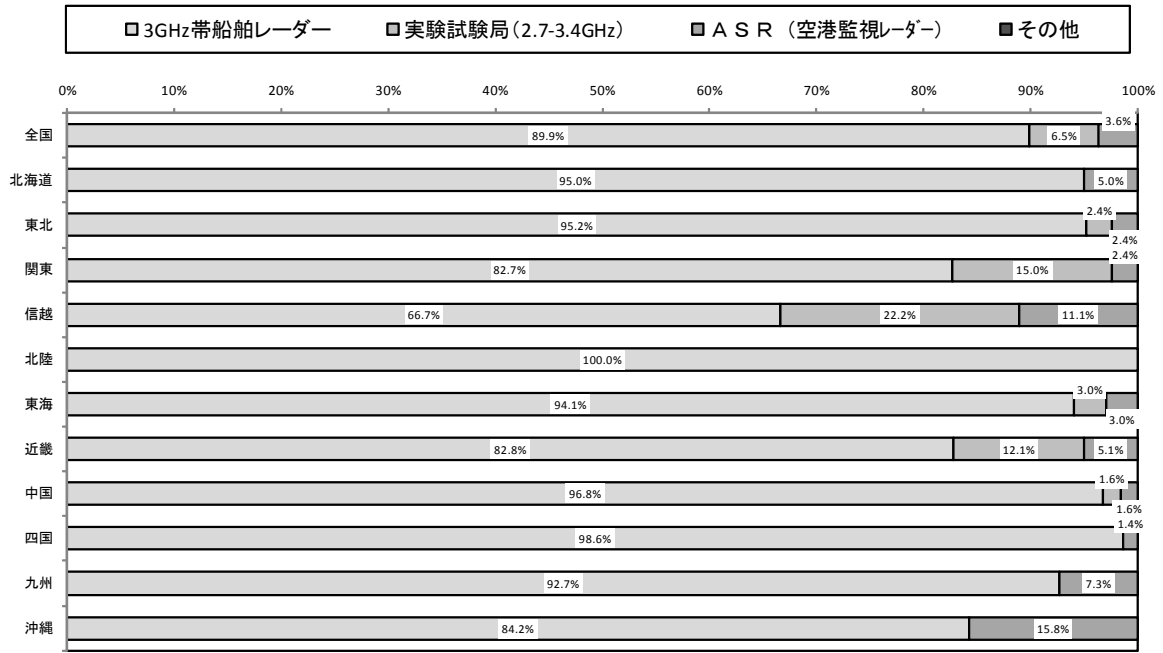 3GHz帯船舶レーダー 実験試験局(2.7-3.4GHz) ＡＳＲ（空港監視ﾚｰﾀﾞｰ） その他
0% 10% 20% 30% 40% 50% 60% 70% 80% 90% 100%
全国 89.9% 6.5% 3.6%
北海道 95.0% 5.0%
東北 95.2% 2.4% 2.4%
関東 82.7% 15.0% 2.4%
信越 66.7% 22.2% 11.1%
北陸 100.0%
東海 94.1% 3.0% 3.0%
近畿 82.8% 12.1% 5.1%
中国 96.8% 1.6% 1.6%
四国 98.6% 1.4%
九州 92.7% 7.3%
沖縄 84.2% 15.8%